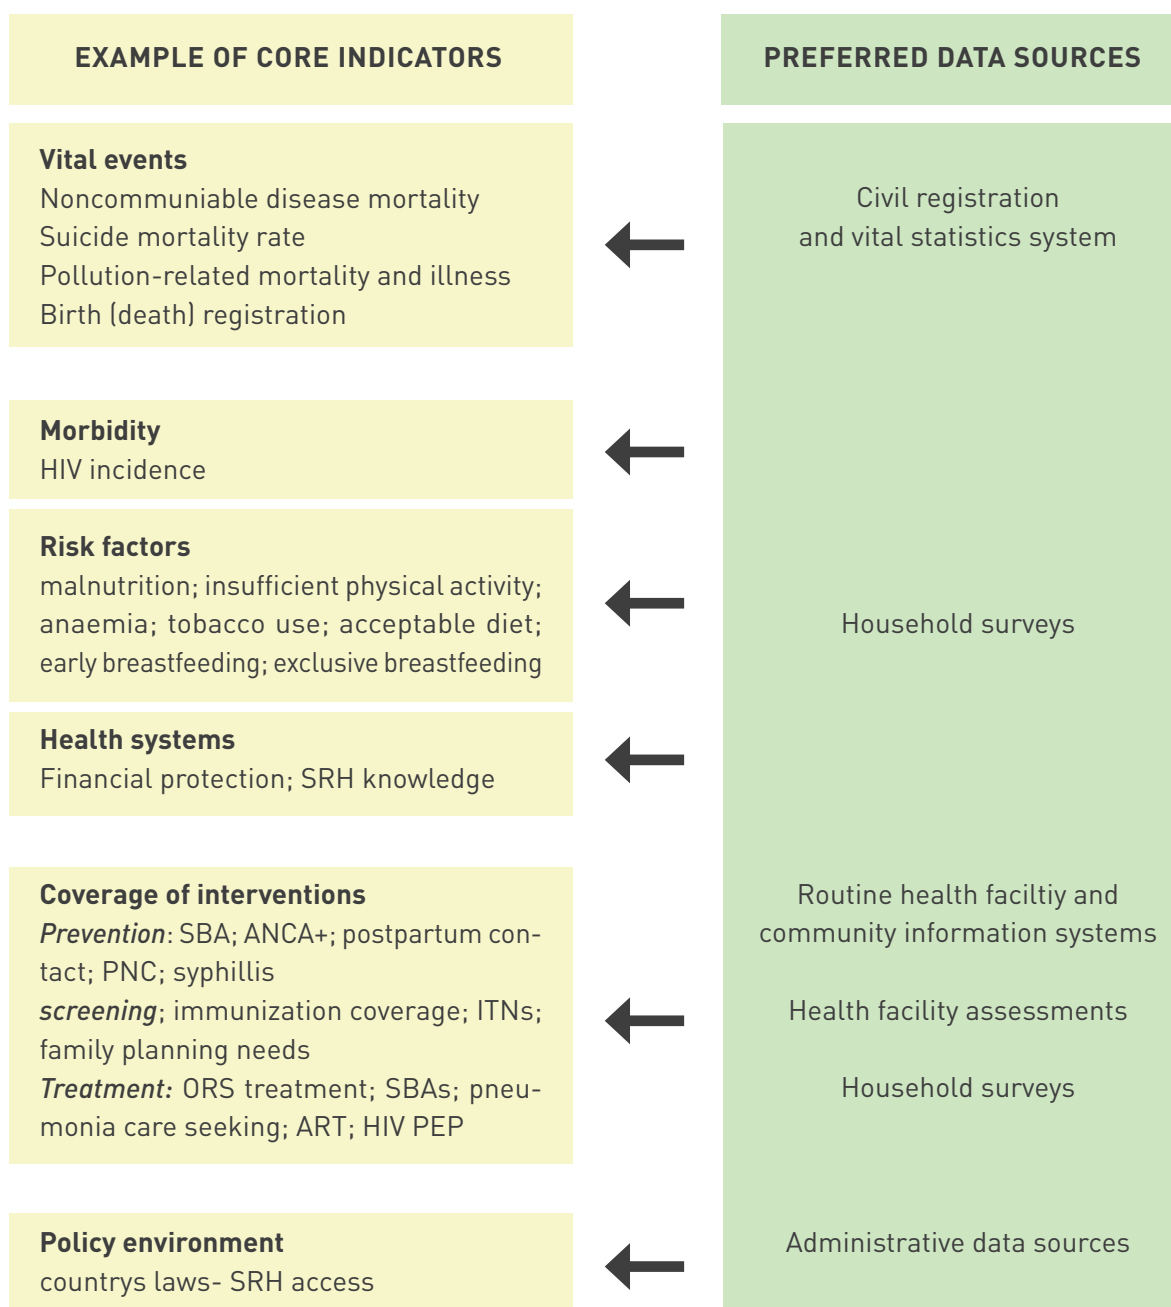 EXAMPLE OF CORE INDICATORS
PREFERRED DATA SOURCES
Vital events
Noncommuniable disease mortality
Suicide mortality rate
Pollution-related mortality and illness
Birth (death) registration
Civil registration
and vital statistics system
Morbidity
HIV incidence
Risk factors
malnutrition; insufficient physical activity;
anaemia; tobacco use; acceptable diet;
early breastfeeding; exclusive breastfeeding
Household surveys
Health systems
Financial protection; SRH knowledge
Coverage of interventions
Prevention: SBA; ANCA+; postpartum con-
tact; PNC; syphillis
screening; immunization coverage; ITNs;
family planning needs
Treatment: ORS treatment; SBAs; pneu-
monia care seeking; ART; HIV PEP
Routine health faciltiy and
community information systems
Health facility assessments
Household surveys
Policy environment
countrys laws- SRH access
Administrative data sources